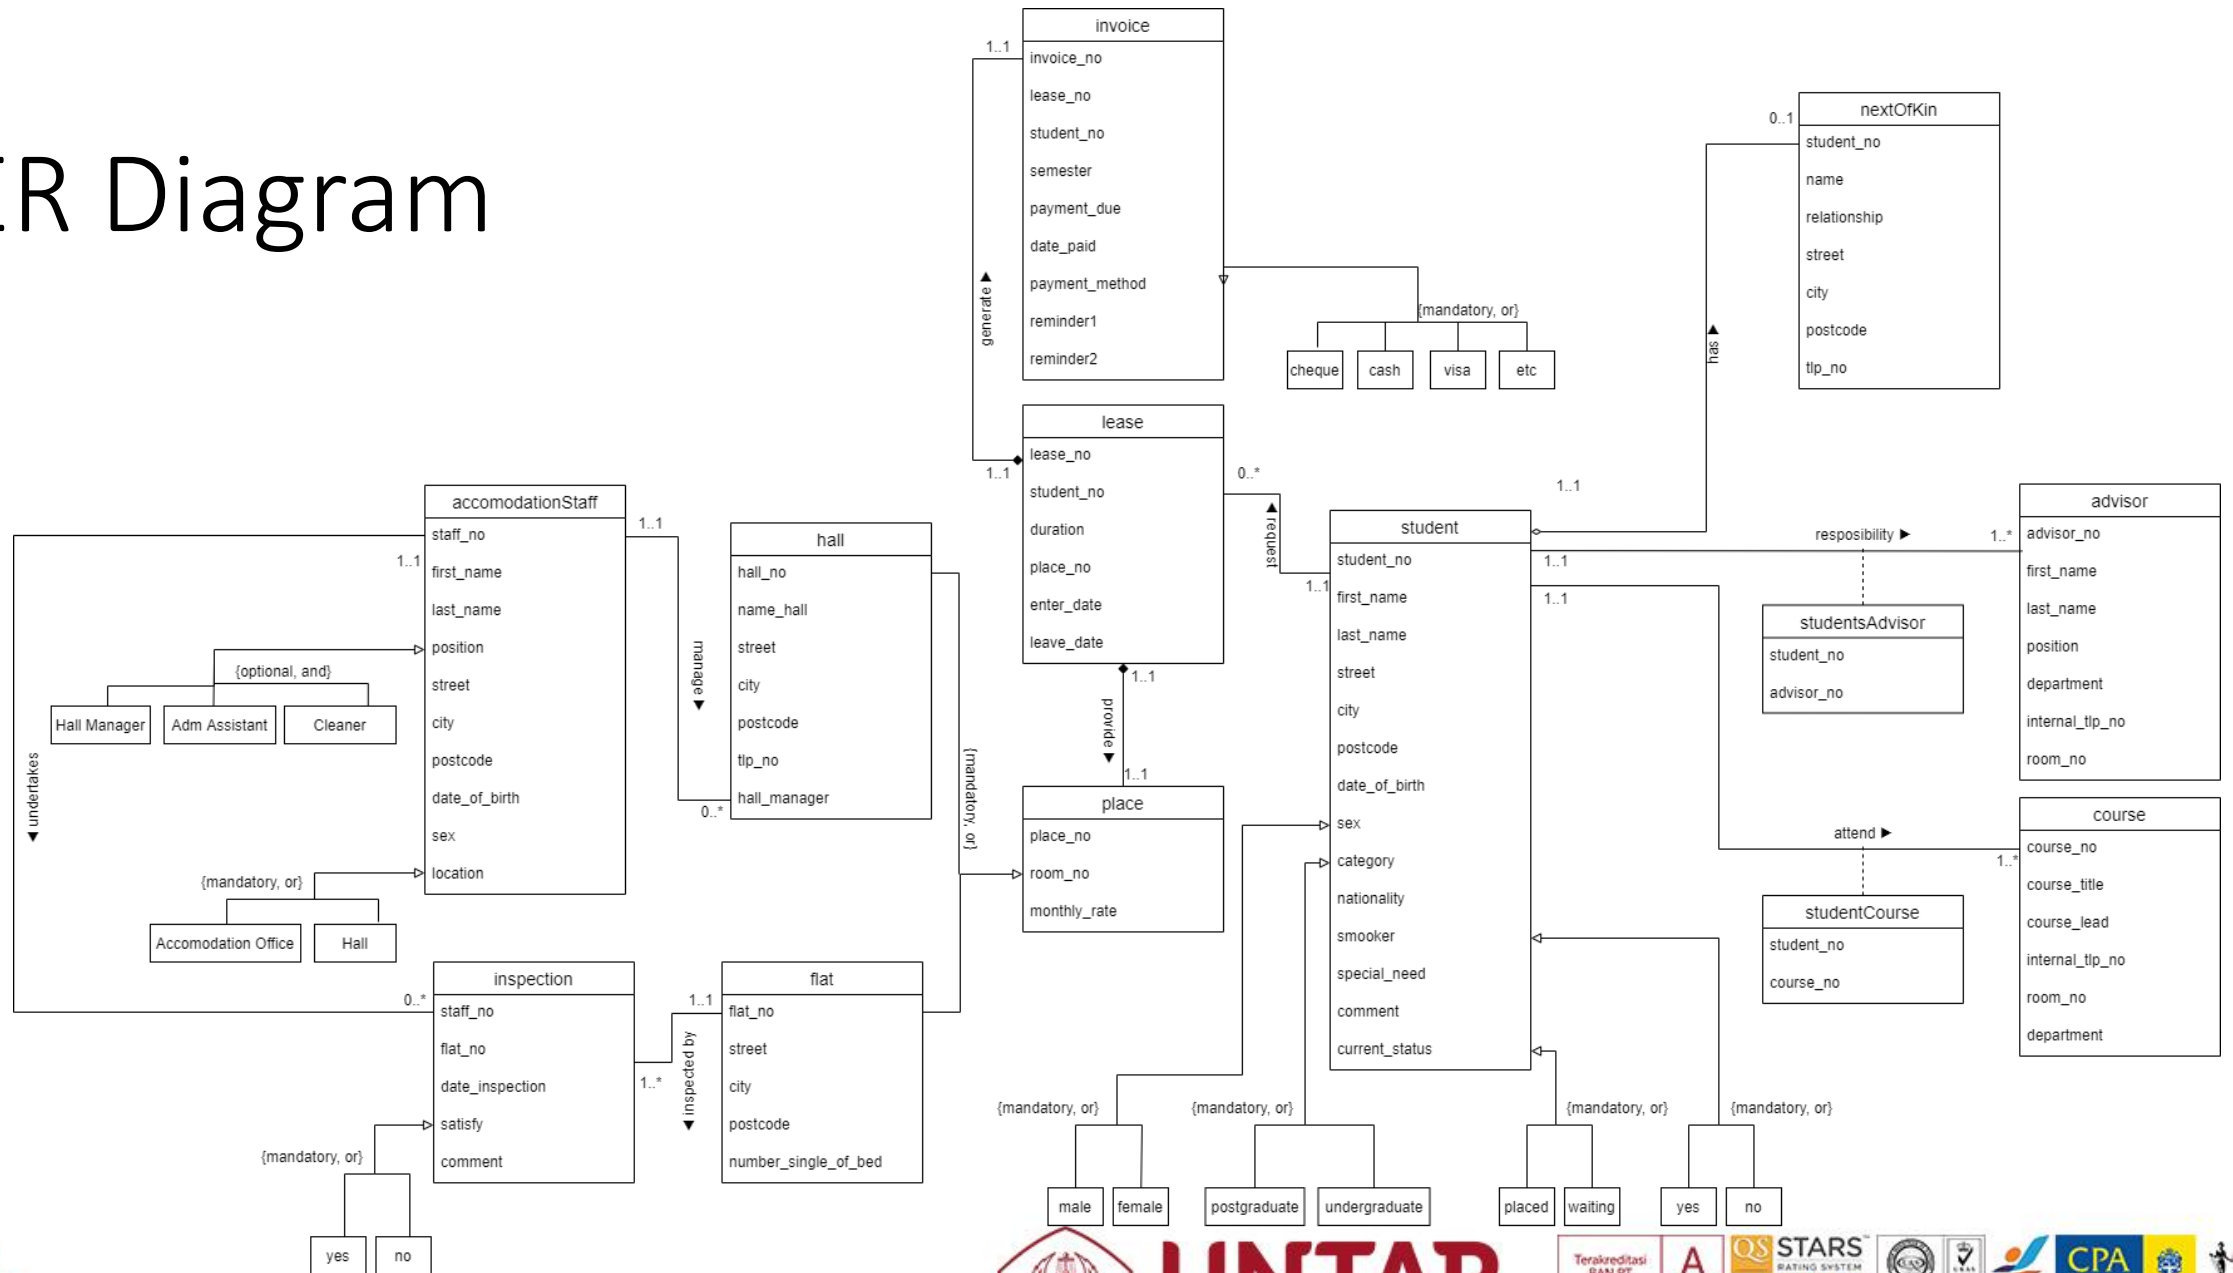 ER Diagram
invoice
invoice_no
lease_no
student_no
semester
payment_due
date_paid
payment_method
reminder1
reminder2
1..1
generate ▲
1..1
{mandatory, or}
cheque
cash
visa
etc
nextOfKin
student_no
name
relationship
street
city
postcode
tlp_no
0..1
has ▲
1..1
lease
lease_no
student_no
duration
place_no
enter_date
leave_date
0..*
◀ request
1..1
1..1
provide ▼
1..1
accomodationStaff
staff_no
first_name
last_name
position
street
city
postcode
date_of_birth
sex
location
1..1
1..1
manage ▼
0..*
{optional, and}
Hall Manager
Adm Assistant
Cleaner
{mandatory, or}
Accomodation Office
Hall
◀ undertakes
0..*
hall
hall_no
name_hall
street
city
postcode
tlp_no
hall_manager
{mandatory, or}
place
place_no
room_no
monthly_rate
inspection
staff_no
flat_no
date_inspection
satisfy
comment
{mandatory, or}
yes
no
1..*
1..1
◀ inspected by
flat
flat_no
street
city
postcode
number_single_of_bed
student
student_no
first_name
last_name
street
city
postcode
date_of_birth
sex
category
nationality
smooker
special_need
comment
current_status
1..1
1..1
resposibility ▶
1..*
studentsAdvisor
student_no
advisor_no
advisor
advisor_no
first_name
last_name
position
department
internal_tlp_no
room_no
attend ▶
1..*
studentCourse
student_no
course_no
course
course_no
course_title
course_lead
internal_tlp_no
room_no
department
{mandatory, or}
male
female
{mandatory, or}
postgraduate
undergraduate
{mandatory, or}
placed
waiting
{mandatory, or}
yes
no
UNTAR
Terakreditasi
BAN-PT
A
QS STARS
RATING SYSTEM
CPA